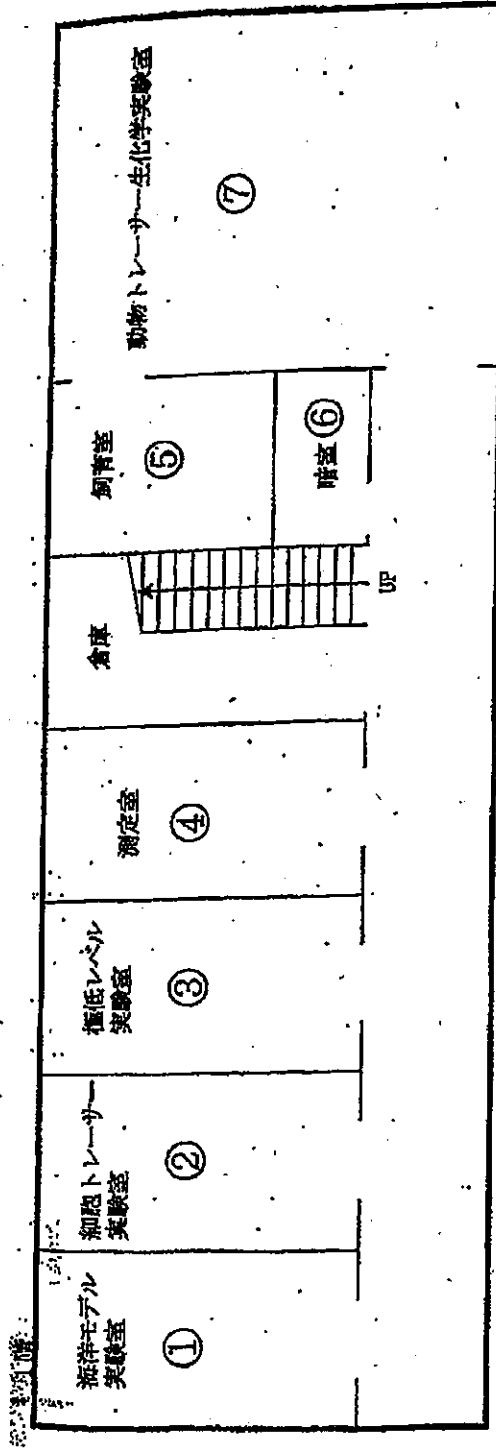 海洋モデル
実験室
①
細胞トレーサー
実験室
②
極低レベル
実験室
③
測定室
④
倉庫
UP
飼育室
⑤
暗室 ⑥
動物トレーサー生化学実験室
⑦